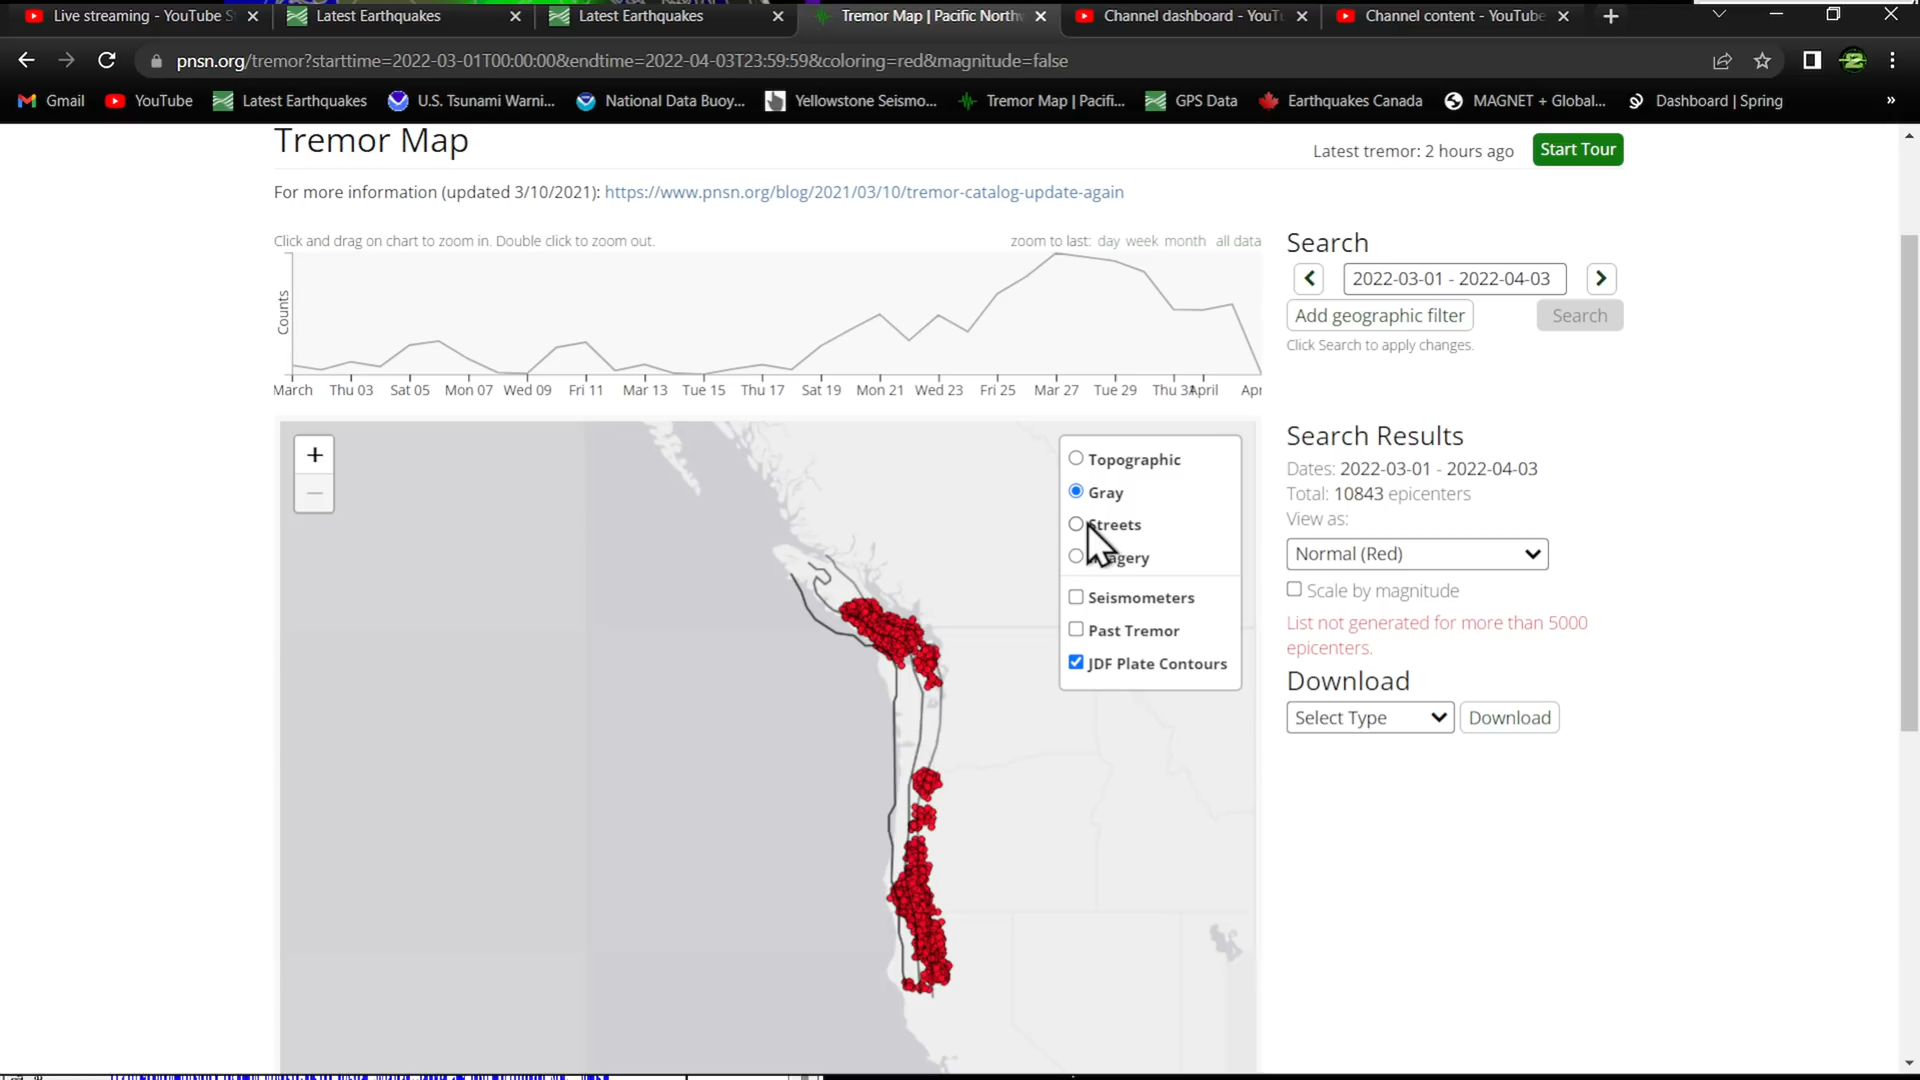 Live streaming - YouTube S
Latest Earthquakes
Latest Earthquakes
Tremor Map | Pacific Northw
Channel dashboard - YouTu
Channel content - YouTube
pnsn.org/tremor?starttime=2022-03-01T00:00:00&endtime=2022-04-03T23:59:59&coloring=red&magnitude=false
Gmail
YouTube
Latest Earthquakes
U.S. Tsunami Warni...
National Data Buoy...
Yellowstone Seismo...
Tremor Map | Pacifi...
GPS Data
Earthquakes Canada
MAGNET + Global...
Dashboard | Spring
»
Tremor Map
Latest tremor: 2 hours ago
Start Tour
For more information (updated 3/10/2021): https://www.pnsn.org/blog/2021/03/10/tremor-catalog-update-again
Click and drag on chart to zoom in. Double click to zoom out.
zoom to last: day week month all data
Counts
March Thu 03 Sat 05 Mon 07 Wed 09 Fri 11 Mar 13 Tue 15 Thu 17 Sat 19 Mon 21 Wed 23 Fri 25 Mar 27 Tue 29 Thu 31 April Apr
Search
2022-03-01 - 2022-04-03
Add geographic filter
Search
Click Search to apply changes.
+
−
Topographic
Gray
Streets
Imagery
Seismometers
Past Tremor
JDF Plate Contours
Search Results
Dates: 2022-03-01 - 2022-04-03
Total: 10843 epicenters
View as:
Normal (Red)
Scale by magnitude
List not generated for more than 5000
epicenters.
Download
Select Type
Download